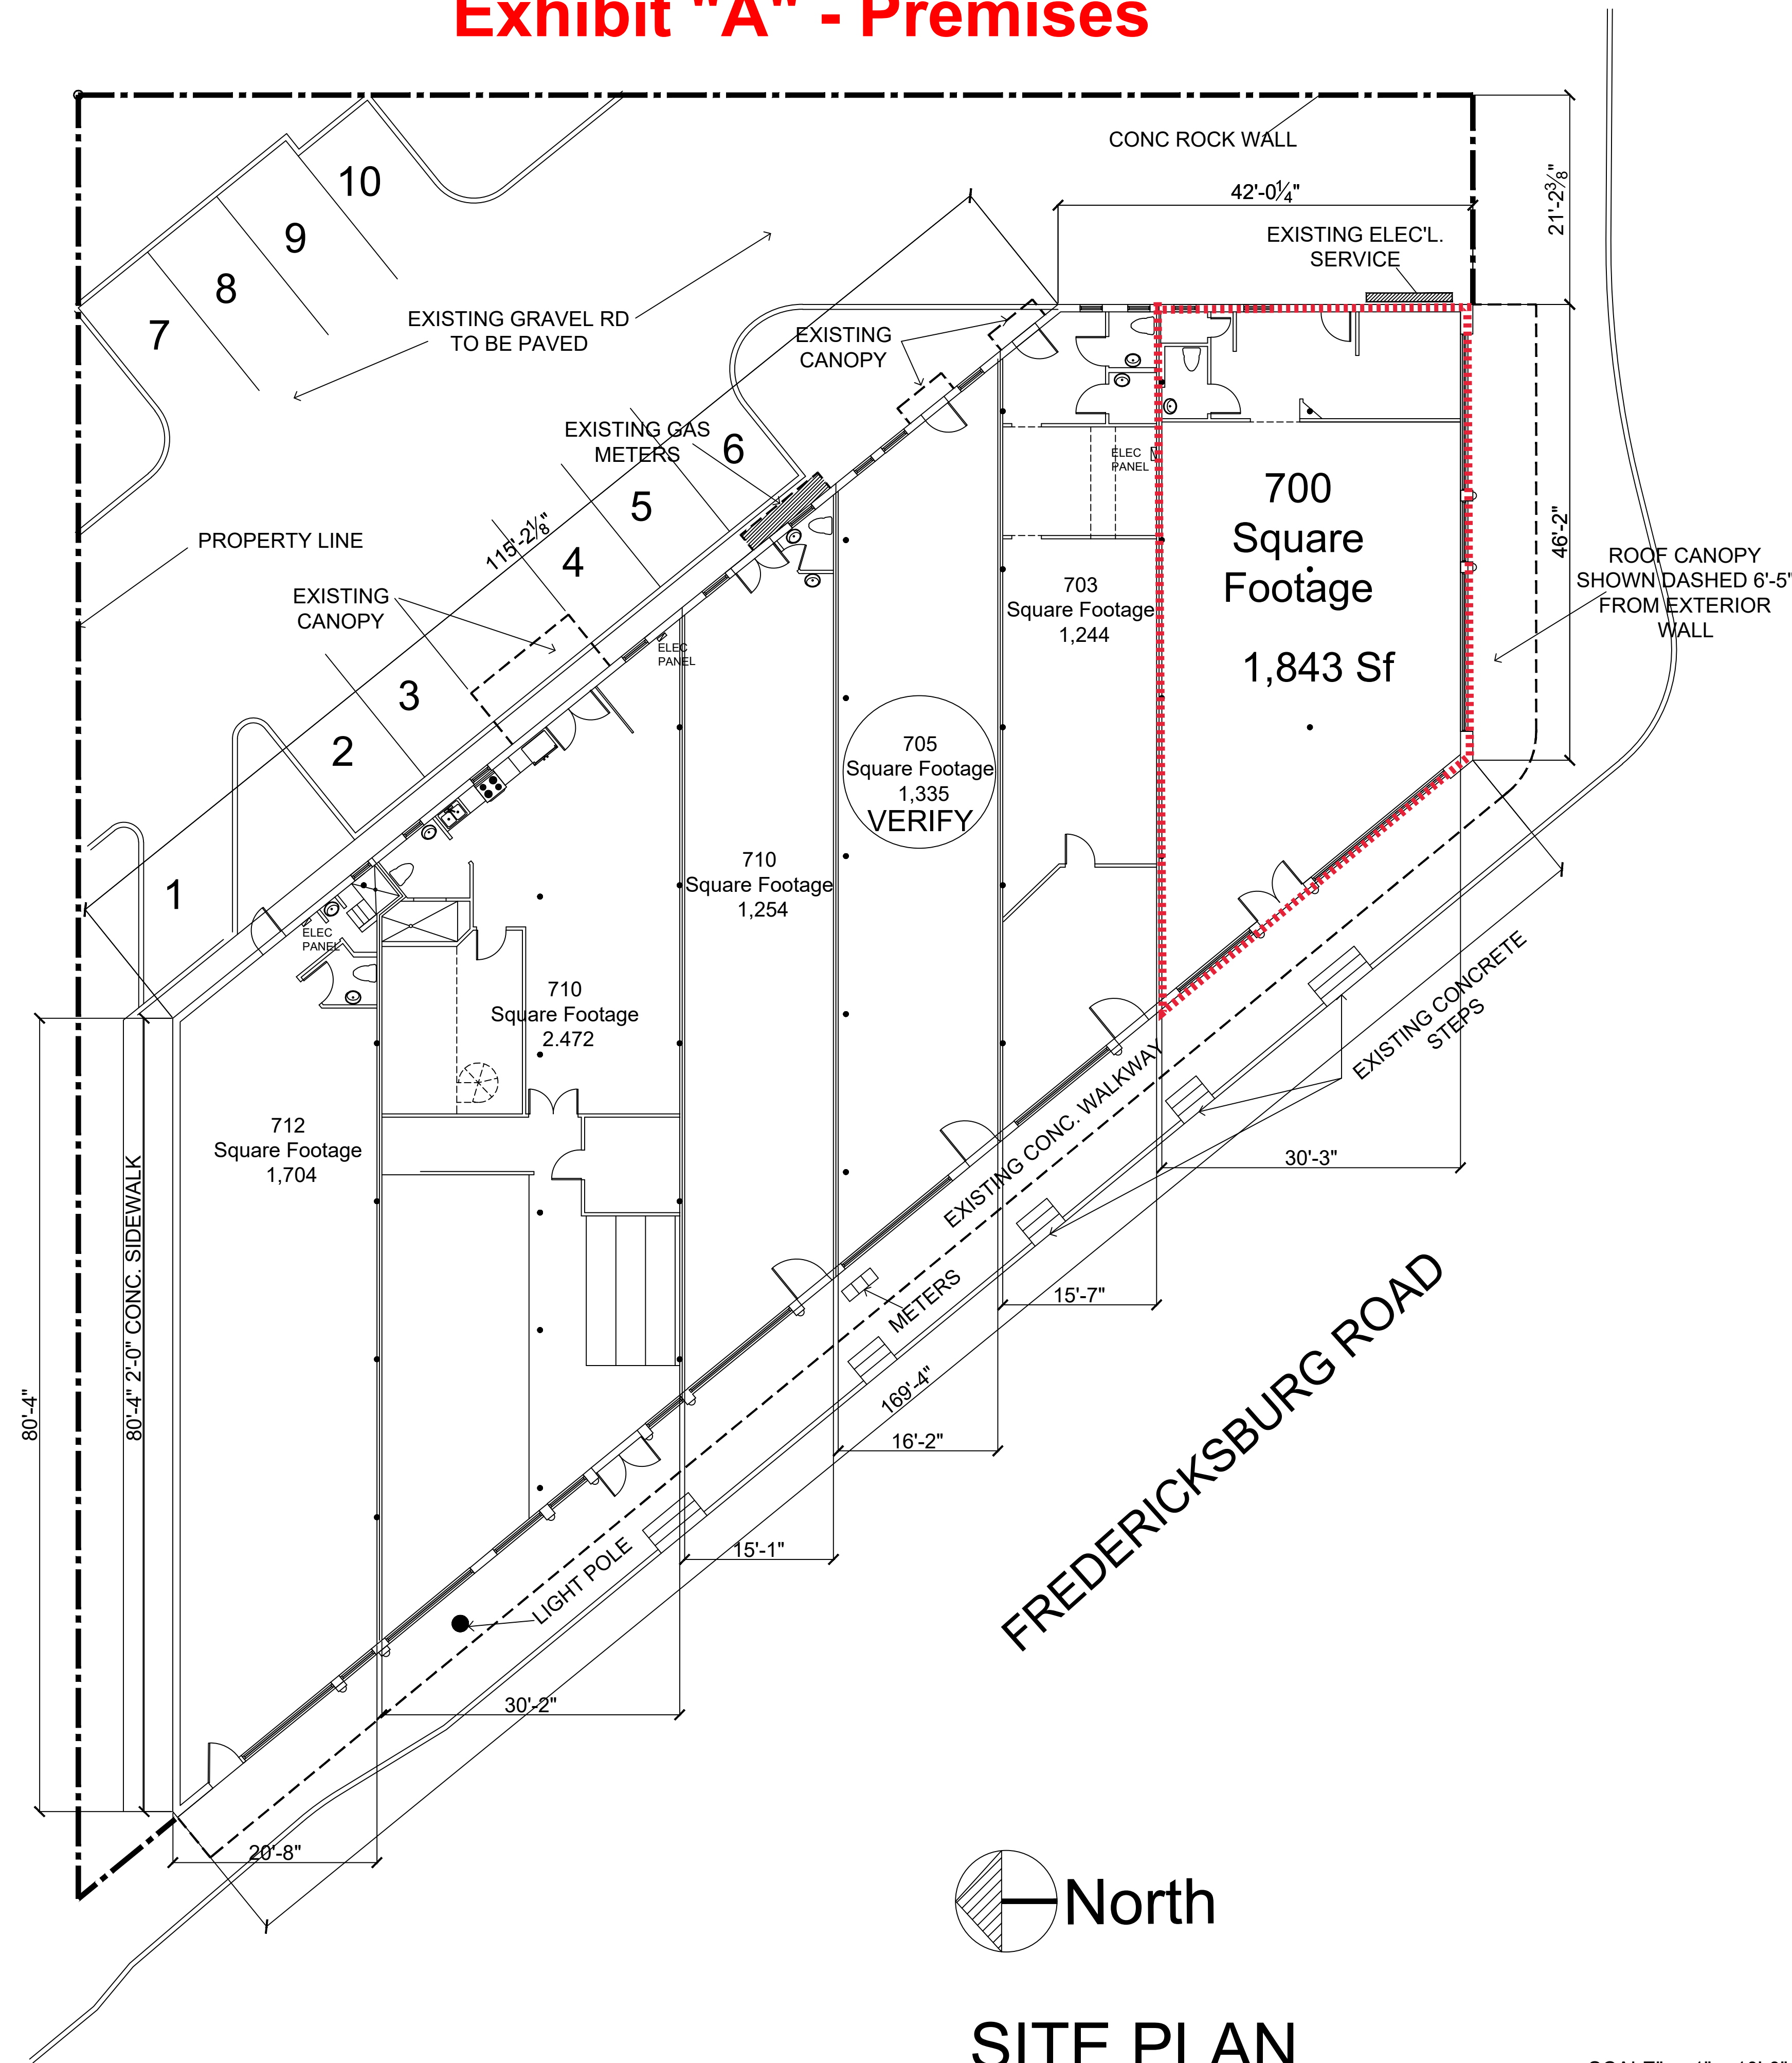 Exhibit "A" - Premises
CONC ROCK WALL
42'-0¼"
21'-2⅜"
EXISTING ELEC'L.
SERVICE
10
9
8
7
EXISTING GRAVEL RD
TO BE PAVED
EXISTING
CANOPY
EXISTING GAS
METERS
6
5
4
115'-2⅛"
PROPERTY LINE
EXISTING
CANOPY
3
2
1
ELEC
PANEL
ELEC
PANEL
ELEC
PANEL
700
Square
Footage
1,843 Sf
46'-2"
ROOF CANOPY
SHOWN DASHED 6'-5"
FROM EXTERIOR
WALL
703
Square Footage
1,244
705
Square Footage
1,335
VERIFY
710
Square Footage
1,254
710
Square Footage
2.472
712
Square Footage
1,704
80'-4"
80'-4" 2'-0" CONC. SIDEWALK
EXISTING CONC. WALKWAY
EXISTING CONCRETE
STEPS
30'-3"
15'-7"
METERS
169'-4"
16'-2"
15'-1"
LIGHT POLE
30'-2"
20'-8"
FREDERICKSBURG ROAD
North
SITE PLAN